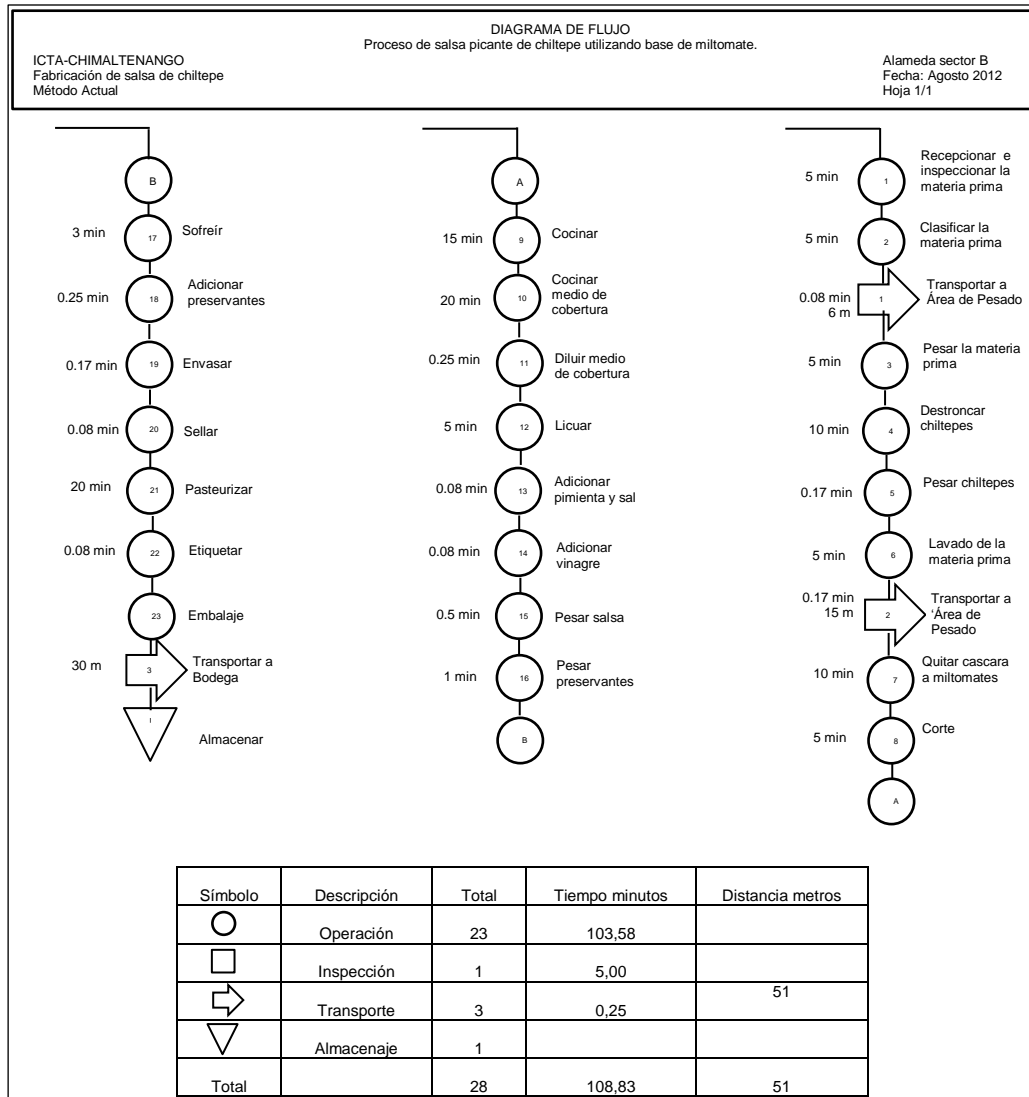 DIAGRAMA DE FLUJO
Proceso de salsa picante de chiltepe utilizando base de miltomate.
ICTA-CHIMALTENANGO
Fabricación de salsa de chiltepe
Método Actual
Alameda sector B
Fecha: Agosto 2012
Hoja 1/1
B
3 min
17
Sofreír
0.25 min
18
Adicionar
preservantes
0.17 min
19
Envasar
0.08 min
20
Sellar
20 min
21
Pasteurizar
0.08 min
22
Etiquetar
23
Embalaje
30 m
3
Transportar a
Bodega
I
Almacenar
A
15 min
9
Cocinar
20 min
10
Cocinar
medio de
cobertura
0.25 min
11
Diluir medio
de cobertura
5 min
12
Licuar
0.08 min
13
Adicionar
pimienta y sal
0.08 min
14
Adicionar
vinagre
0.5 min
15
Pesar salsa
1 min
16
Pesar
preservantes
B
5 min
1
Recepcionar e
inspeccionar la
materia prima
5 min
2
Clasificar la
materia prima
0.08 min
6 m
1
Transportar a
Área de Pesado
5 min
3
Pesar la materia
prima
10 min
4
Destroncar
chiltepes
0.17 min
5
Pesar chiltepes
5 min
6
Lavado de la
materia prima
0.17 min
15 m
2
Transportar a
‘Área de
Pesado
10 min
7
Quitar cascara
a miltomates
5 min
8
Corte
A
Símbolo Descripción Total Tiempo minutos Distancia metros
Operación 23 103,58
Inspección 1 5,00
Transporte 3 0,25 51
Almacenaje 1
Total 28 108,83 51